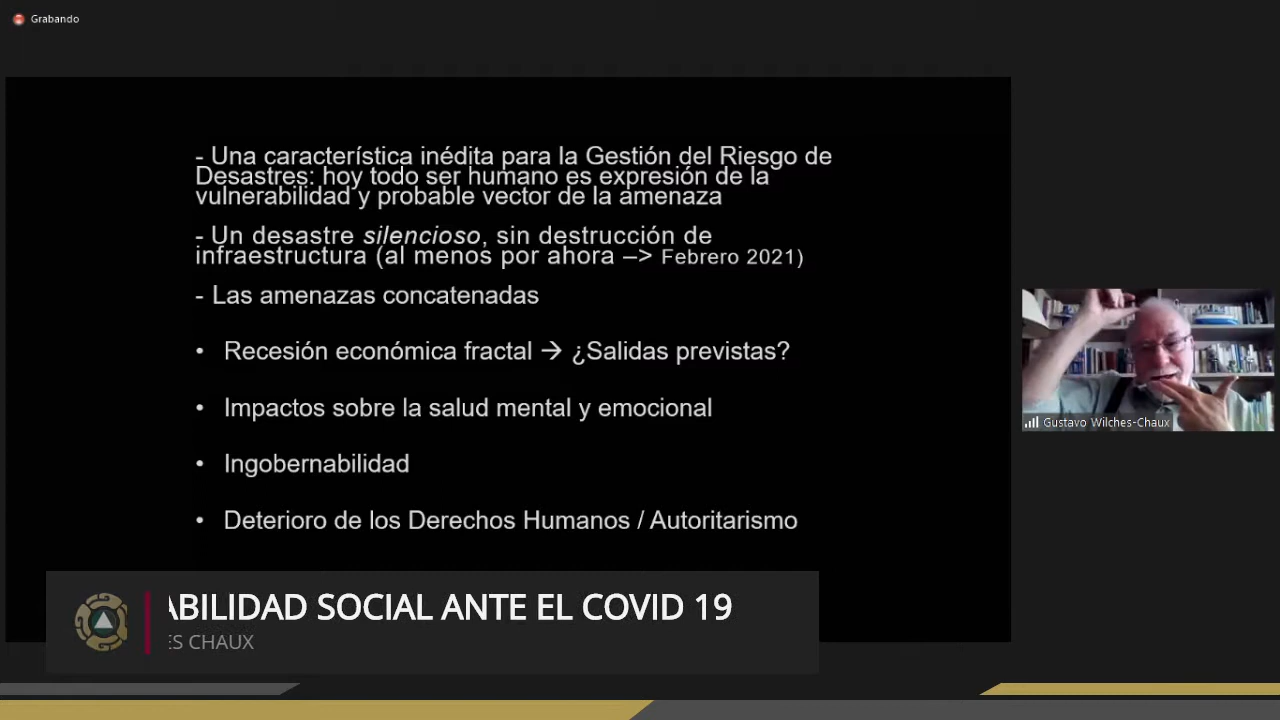 Grabando
- Una característica inédita para la Gestión del Riesgo de
Desastres: hoy todo ser humano es expresión de la
vulnerabilidad y probable vector de la amenaza
- Un desastre silencioso, sin destrucción de
infraestructura (al menos por ahora –> Febrero 2021)
- Las amenazas concatenadas
• Recesión económica fractal → ¿Salidas previstas?
• Impactos sobre la salud mental y emocional
• Ingobernabilidad
• Deterioro de los Derechos Humanos / Autoritarismo
Gustavo Wilches-Chaux
ABILIDAD SOCIAL ANTE EL COVID 19
ES CHAUX